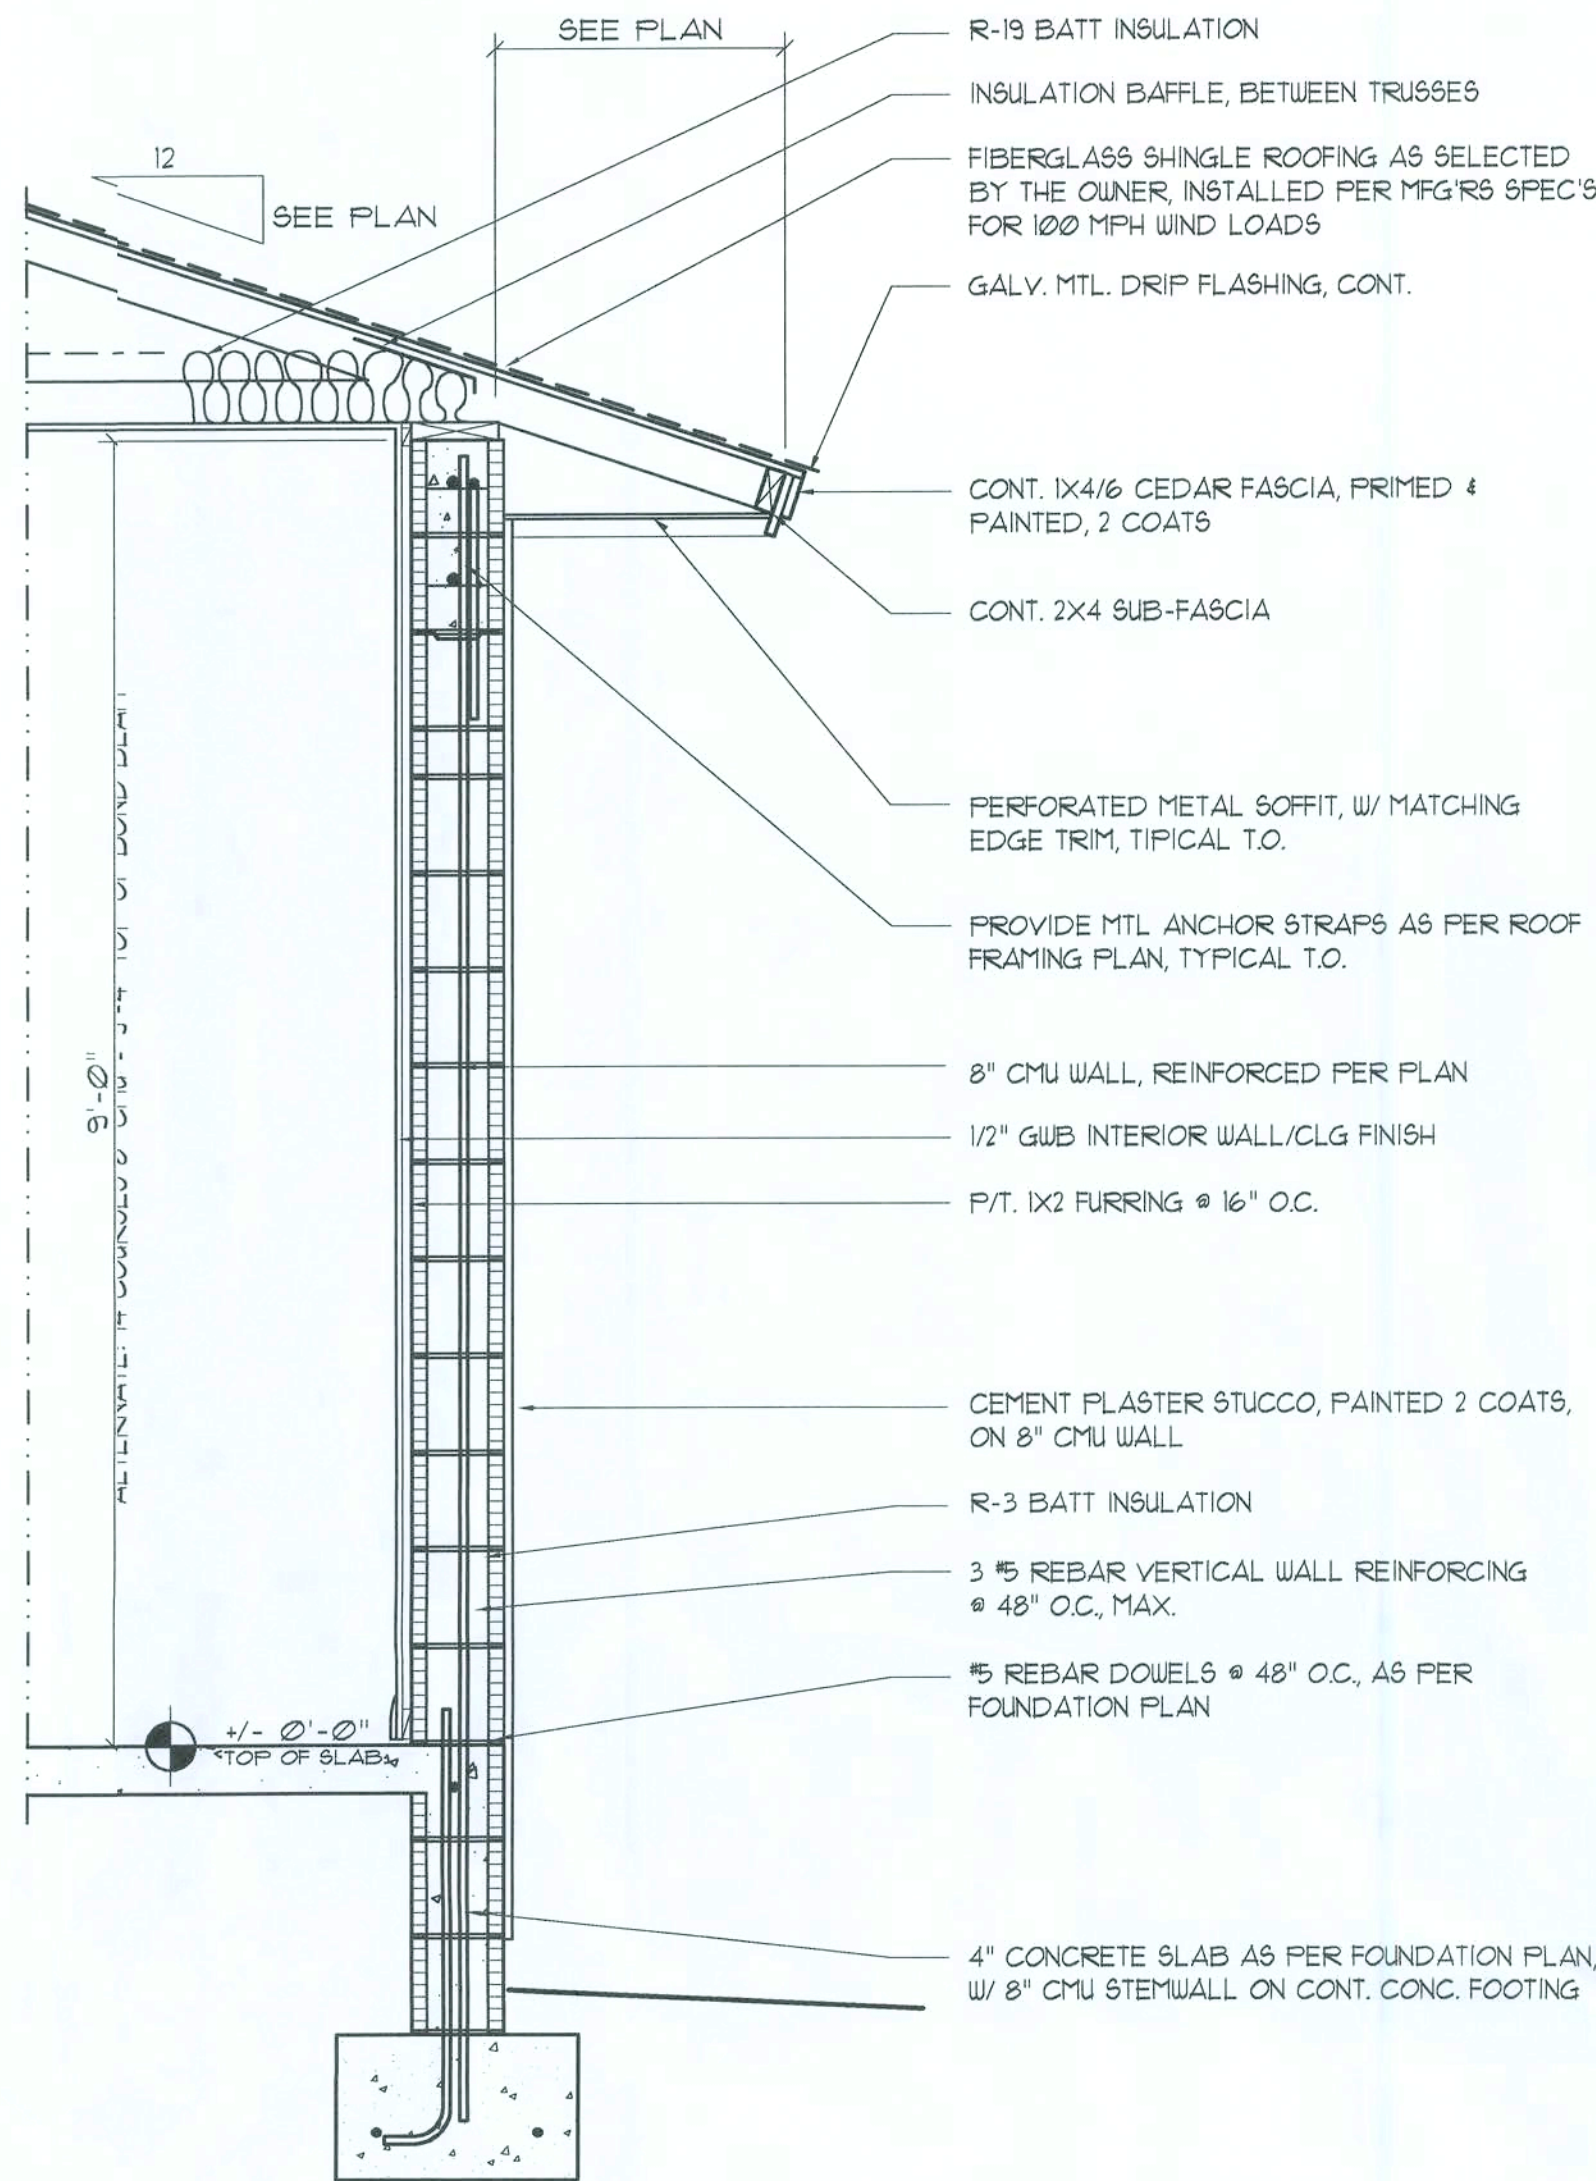 SEE PLAN
R-19 BATT INSULATION
INSULATION BAFFLE, BETWEEN TRUSSES
FIBERGLASS SHINGLE ROOFING AS SELECTED
BY THE OWNER, INSTALLED PER MFG'RS SPEC'S
FOR 100 MPH WIND LOADS
12
SEE PLAN
GALV. MTL. DRIP FLASHING, CONT.
CONT. 1X4/6 CEDAR FASCIA, PRIMED &
PAINTED, 2 COATS
CONT. 2X4 SUB-FASCIA
PERFORATED METAL SOFFIT, W/ MATCHING
EDGE TRIM, TIPICAL T.O.
PROVIDE MTL ANCHOR STRAPS AS PER ROOF
FRAMING PLAN, TYPICAL T.O.
9'-0"
8" CMU WALL, REINFORCED PER PLAN
1/2" GWB INTERIOR WALL/CLG FINISH
P/T. 1X2 FURRING @ 16" O.C.
CEMENT PLASTER STUCCO, PAINTED 2 COATS,
ON 8" CMU WALL
R-3 BATT INSULATION
3 #5 REBAR VERTICAL WALL REINFORCING
@ 48" O.C., MAX.
#5 REBAR DOWELS @ 48" O.C., AS PER
FOUNDATION PLAN
+/- 0'-0"
TOP OF SLAB
4" CONCRETE SLAB AS PER FOUNDATION PLAN,
W/ 8" CMU STEMWALL ON CONT. CONC. FOOTING